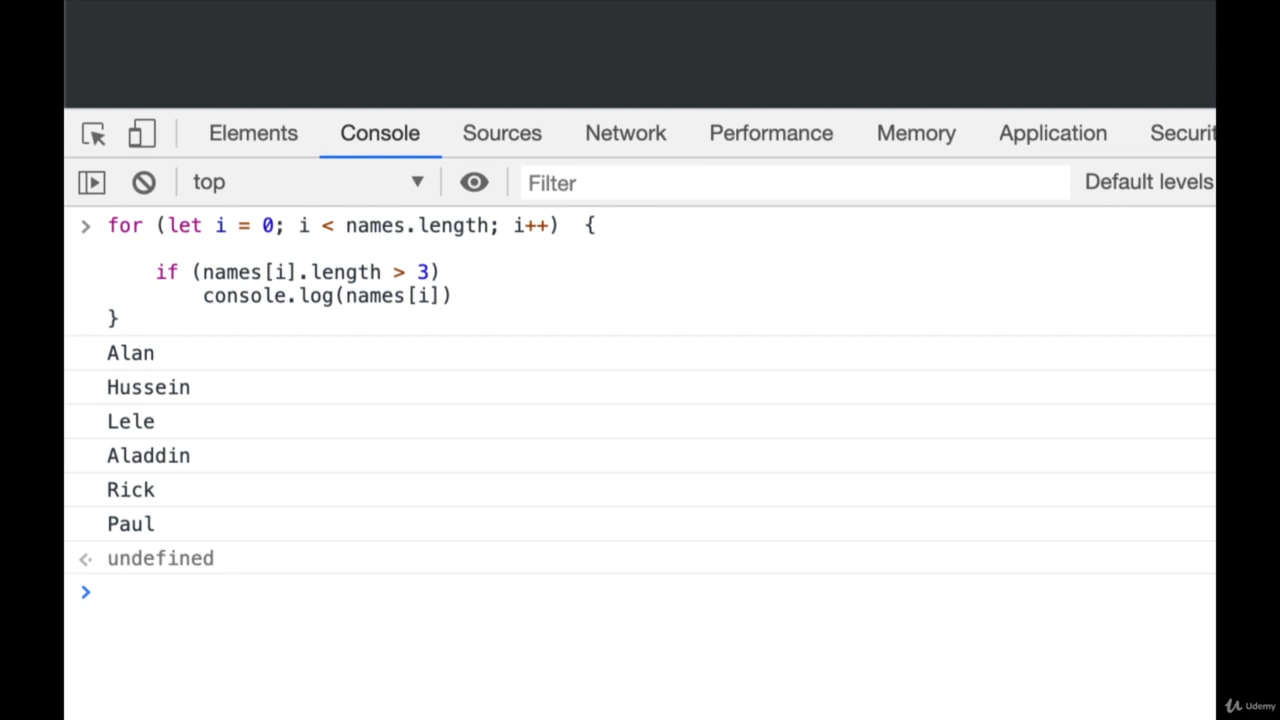 Elements Console Sources Network Performance Memory Application Securit
top Filter Default levels
for (let i = 0; i < names.length; i++)  {
    if (names[i].length > 3)
        console.log(names[i])
}
Alan
Hussein
Lele
Aladdin
Rick
Paul
undefined
Udemy